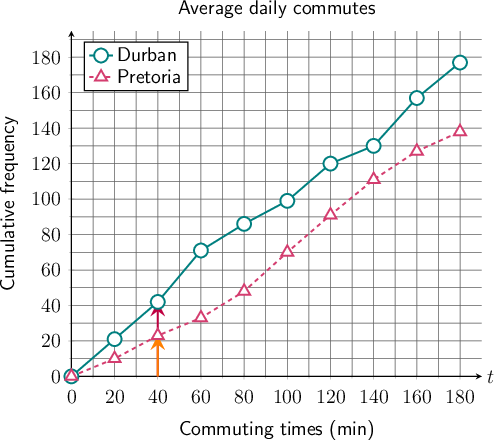 Average daily commutes
Durban
Pretoria
Cumulative frequency
180
160
140
120
100
80
60
40
20
0
0 20 40 60 80 100 120 140 160 180 t
Commuting times (min)